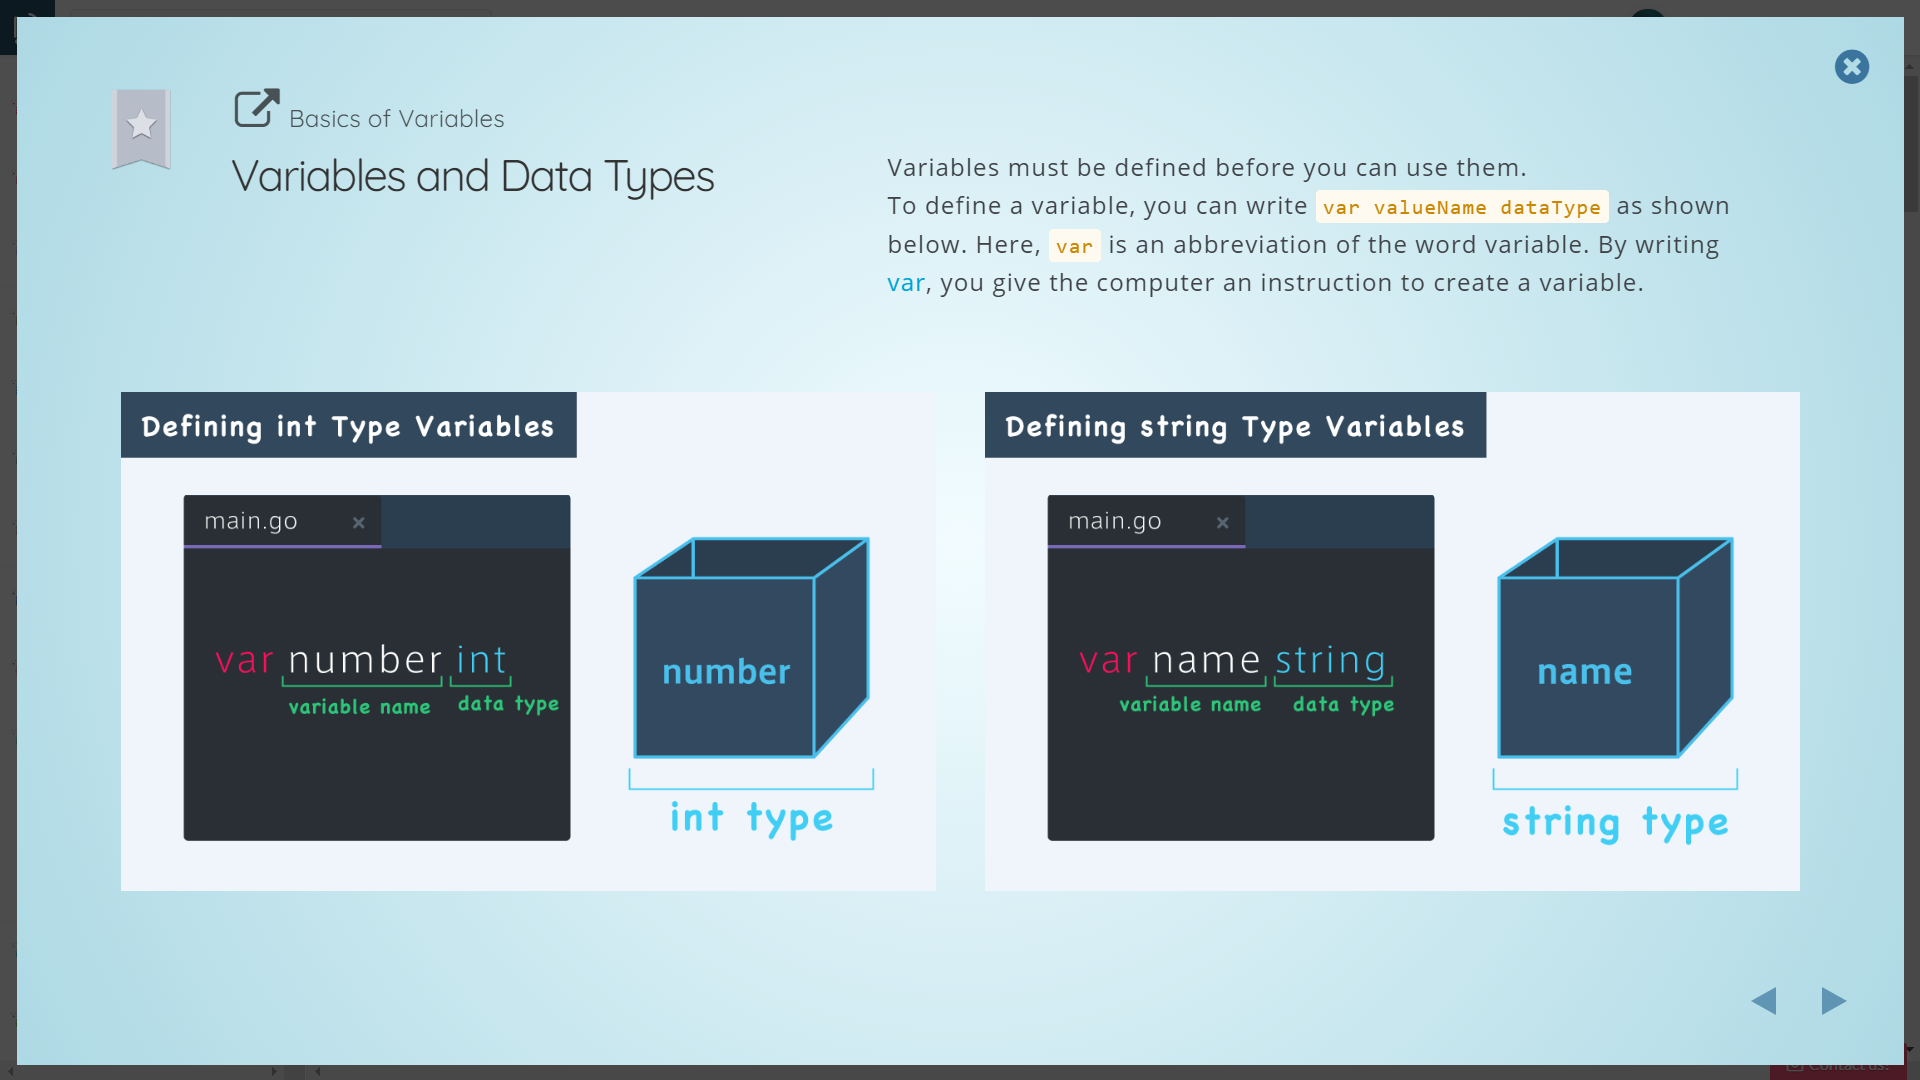 Basics of Variables
Variables and Data Types
Variables must be defined before you can use them.
To define a variable, you can write var valueName dataType as shown
below. Here, var is an abbreviation of the word variable. By writing
var, you give the computer an instruction to create a variable.
Defining int Type Variables
main.go
var number int
variable name data type
number
int type
Defining string Type Variables
main.go
var name string
variable name data type
name
string type
Contact us!